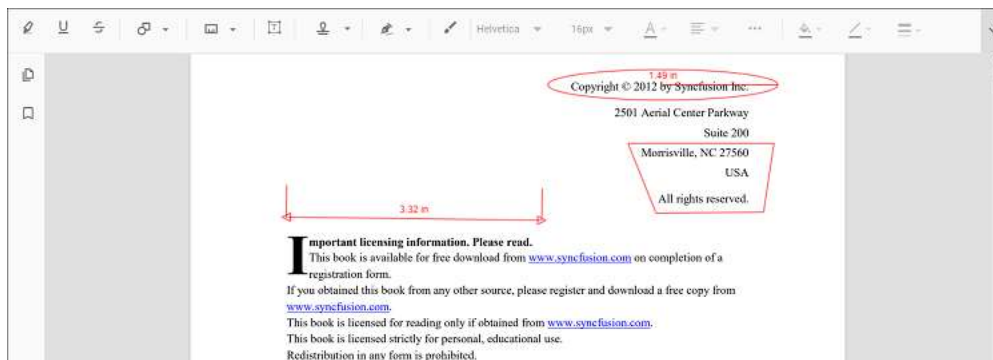 U S T Helvetica 16px A A
1.49 in
Copyright © 2012 by Syncfusion Inc.
2501 Aerial Center Parkway
Suite 200
Morrisville, NC 27560
USA
All rights reserved.
3.32 in
Important licensing information. Please read.
This book is available for free download from www.syncfusion.com on completion of a
registration form.
If you obtained this book from any other source, please register and download a free copy from
www.syncfusion.com.
This book is licensed for reading only if obtained from www.syncfusion.com.
This book is licensed strictly for personal, educational use.
Redistribution in any form is prohibited.